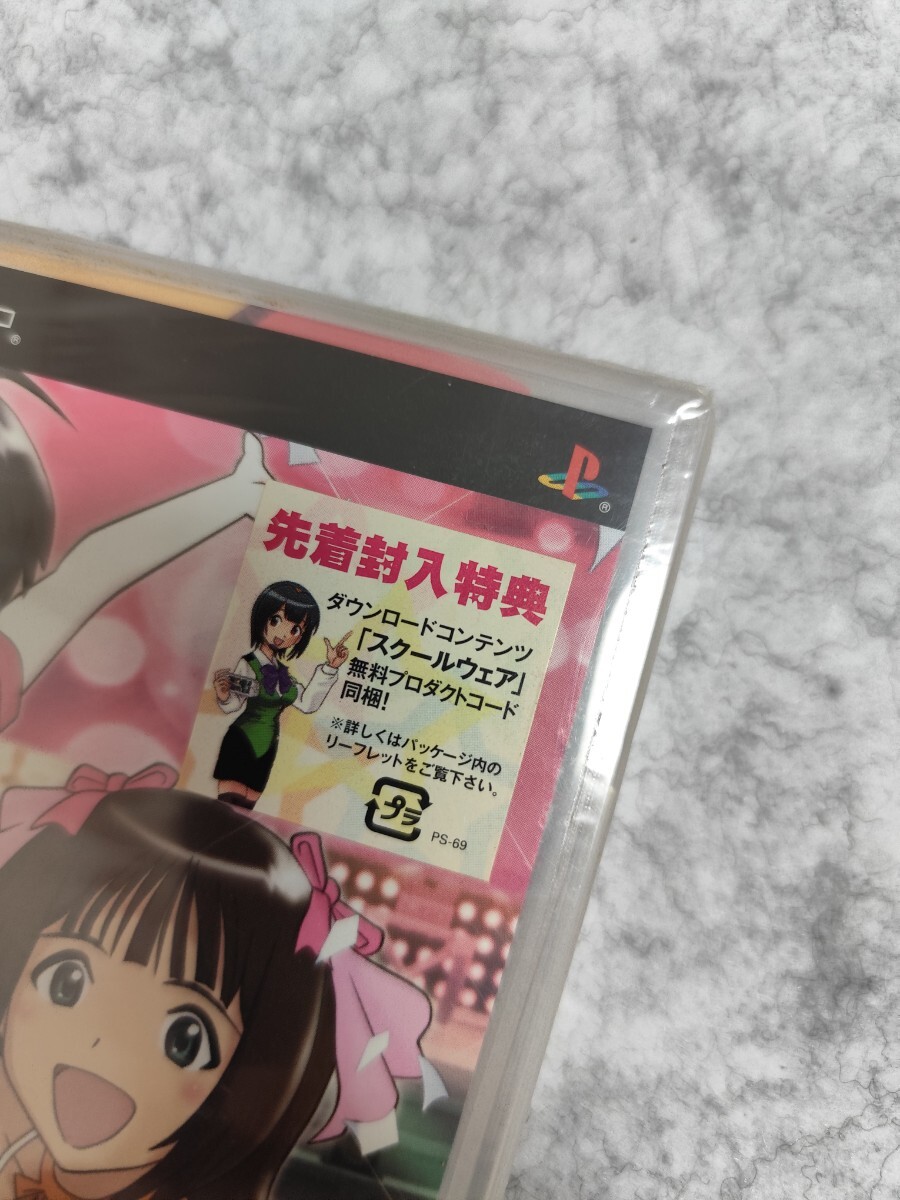 先着封入特典
ダウンロードコンテンツ
「スクールウェア」
無料プロダクトコード
同梱!
※詳しくはパッケージ内の
リーフレットをご覧下さい。
プラ
PS-69